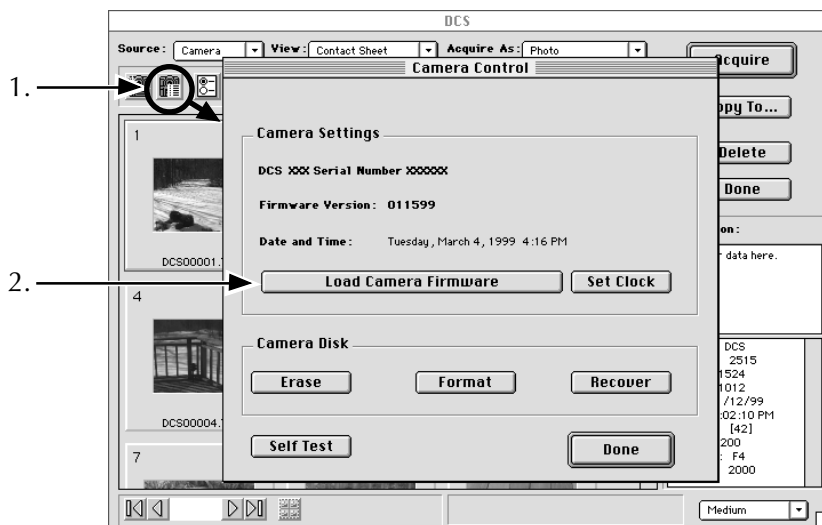 DCS
Source: Camera View: Contact Sheet Acquire As: Photo
Acquire
1.
Camera Control
opy To...
Delete
Done
1
DCS00001.
Camera Settings
DCS XXX Serial Number XXXXXX
Firmware Version: 011599
Date and Time: Tuesday, March 4, 1999 4:16 PM
2.
Load Camera Firmware Set Clock
on:
data here.
4
DCS00004.
Camera Disk
Erase Format Recover
Self Test Done
DCS
2515
1524
1012
/12/99
:02:10 PM
[42]
200
: F4
2000
7
Medium